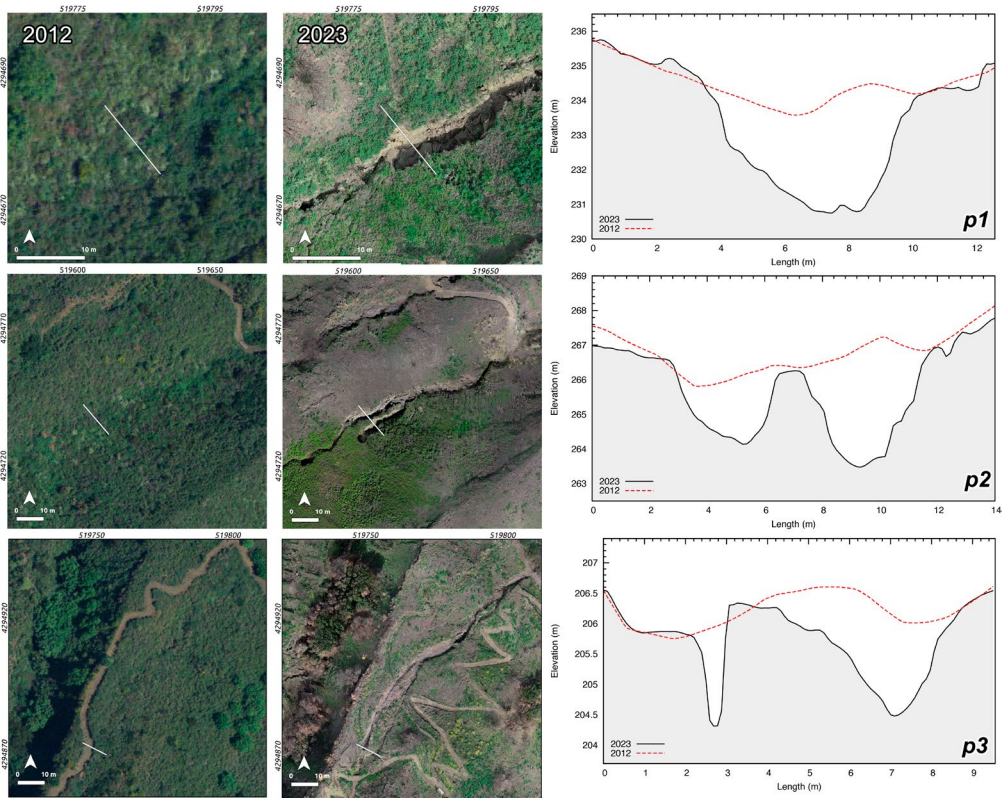 519775 519795
2012
4294690
4294670
0 10 m
519775 519795
2023
4294690
4294670
0 10 m
236
235
234
233
232
231
230
Elevation (m)
2023
2012
p1
0 2 4 6 8 10 12
Length (m)
519600 519650
4294770
4294720
0 10 m
519600 519650
4294770
4294720
0 10 m
269
268
267
266
265
264
263
Elevation (m)
2023
2012
p2
0 2 4 6 8 10 12 14
Length (m)
519750 519800
4294920
4294870
0 10 m
519750 519800
4294920
4294870
0 10 m
207
206.5
206
205.5
205
204.5
204
Elevation (m)
2023
2012
p3
0 1 2 3 4 5 6 7 8 9
Length (m)